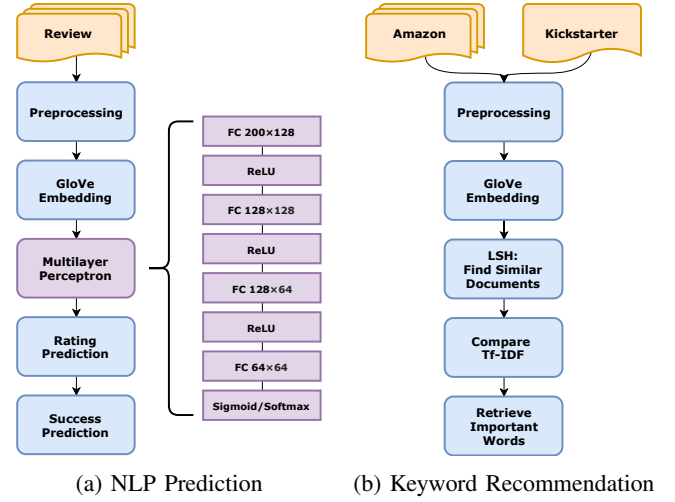 Review
Preprocessing
GloVe
Embedding
Multilayer
Perceptron
Rating
Prediction
Success
Prediction
FC 200×128
ReLU
FC 128×128
ReLU
FC 128×64
ReLU
FC 64×64
Sigmoid/Softmax
(a) NLP Prediction
Amazon
Kickstarter
Preprocessing
GloVe
Embedding
LSH:
Find Similar
Documents
Compare
Tf-IDF
Retrieve
Important
Words
(b) Keyword Recommendation